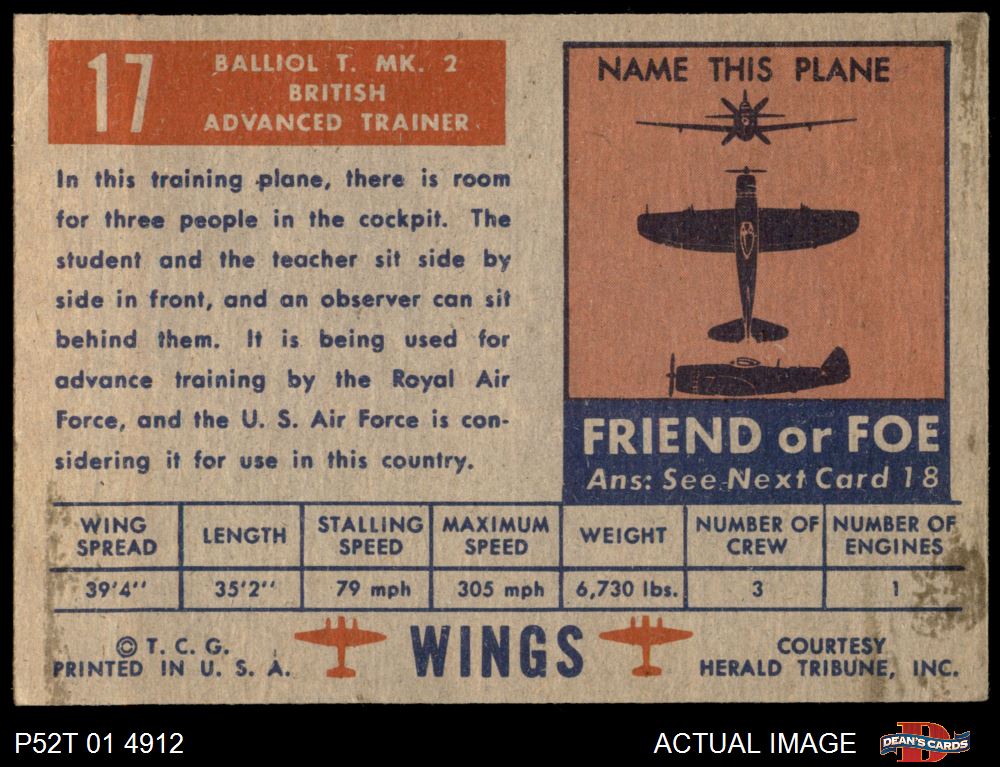 17
BALLIOL T. MK. 2
BRITISH
ADVANCED TRAINER
In this training plane, there is room
for three people in the cockpit. The
student and the teacher sit side by
side in front, and an observer can sit
behind them. It is being used for
advance training by the Royal Air
Force, and the U. S. Air Force is con-
sidering it for use in this country.
NAME THIS PLANE
FRIEND or FOE
Ans: See Next Card 18
WING SPREAD LENGTH STALLING SPEED MAXIMUM SPEED WEIGHT NUMBER OF CREW NUMBER OF ENGINES
39'4'' 35'2'' 79 mph 305 mph 6,730 lbs. 3 1
© T. C. G.
PRINTED IN U. S. A.
WINGS
COURTESY
HERALD TRIBUNE, INC.
P52T 01 4912
ACTUAL IMAGE
D
DEAN'S CARDS